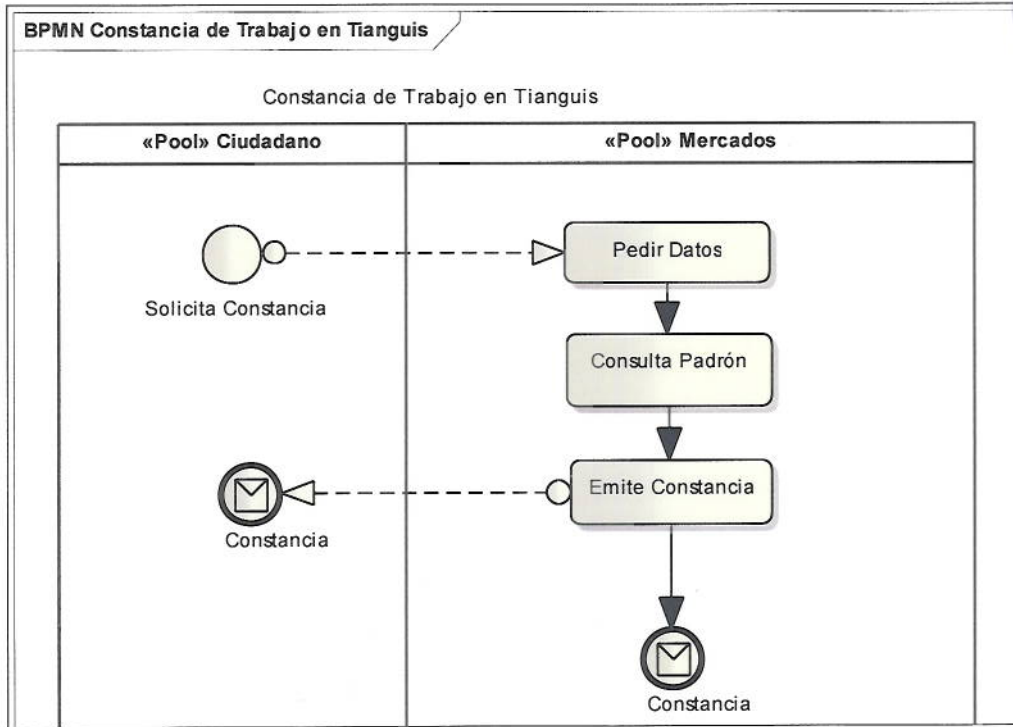 BPMN Constancia de Trabajo en Tianguis
Constancia de Trabajo en Tianguis
«Pool» Ciudadano
«Pool» Mercados
Pedir Datos
Solicita Constancia
Consulta Padrón
Emite Constancia
Constancia
Constancia